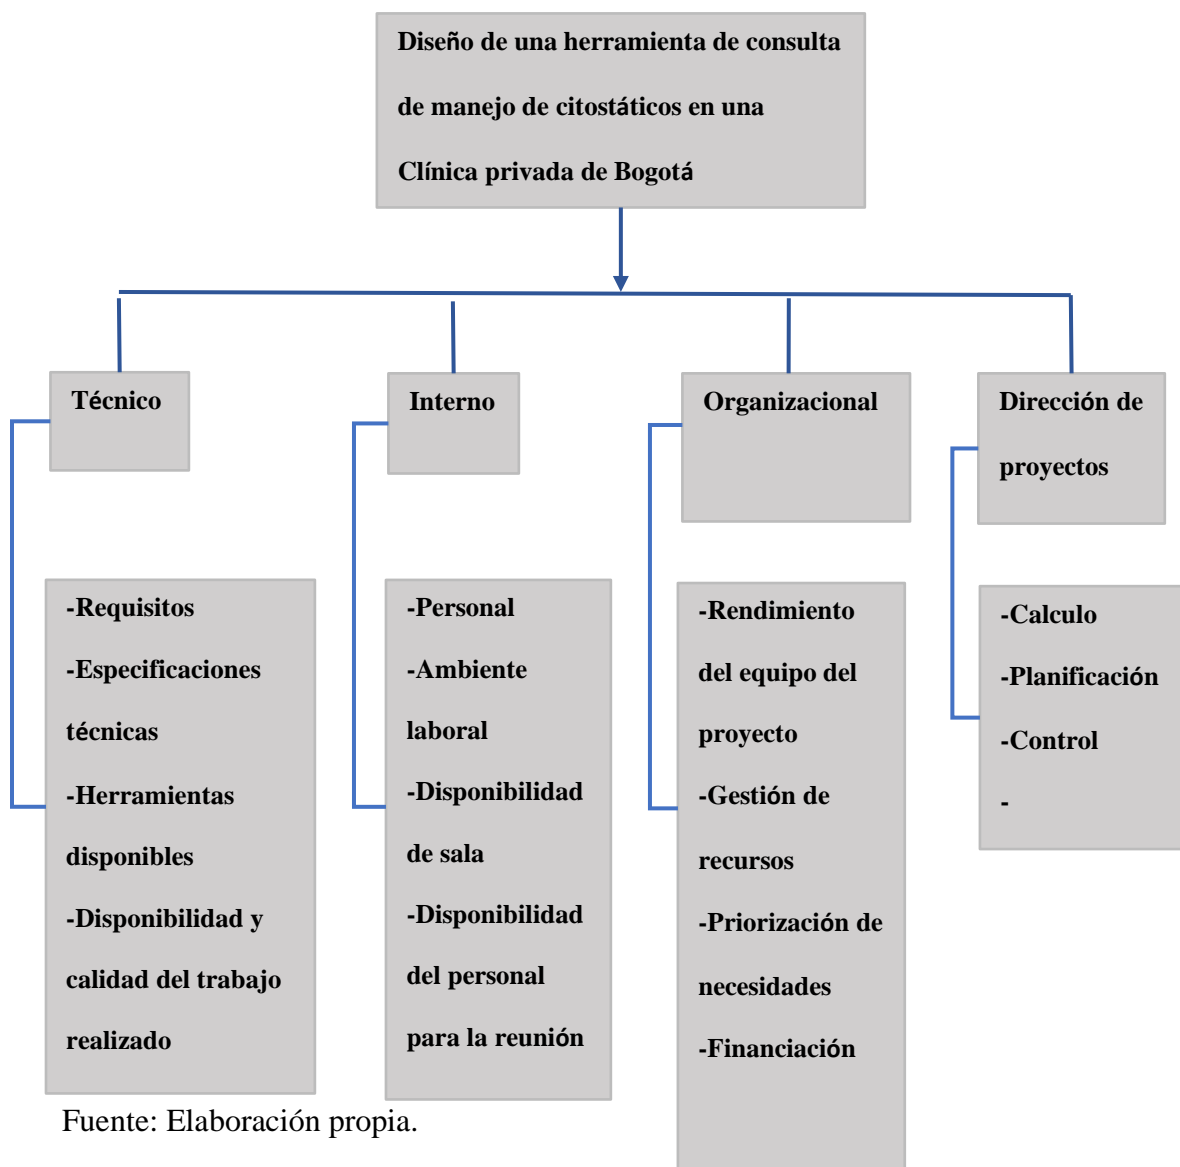 Diseño de una herramienta de consulta
de manejo de citostáticos en una
Clínica privada de Bogotá
Técnico
Interno
Organizacional
Dirección de
proyectos
-Requisitos
-Especificaciones
técnicas
-Herramientas
disponibles
-Disponibilidad y
calidad del trabajo
realizado
-Personal
-Ambiente
laboral
-Disponibilidad
de sala
-Disponibilidad
del personal
para la reunión
-Rendimiento
del equipo del
proyecto
-Gestión de
recursos
-Priorización de
necesidades
-Financiación
-Calculo
-Planificación
-Control
-
Fuente: Elaboración propia.